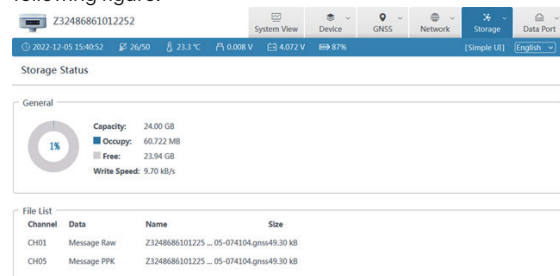 following figure.
Z32486861012252
System View Device GNSS Network Storage Data Port
2022-12-05 15:40:52 26/50 23.3 ℃ 0.008 V 4.072 V 87% [Simple UI] English
Storage Status
General
1%
Capacity: 24.00 GB
Occupy: 60.722 MB
Free: 23.94 GB
Write Speed: 9.70 kB/s
File List
Channel Data Name Size
CH01 Message Raw Z3248686101225 ... 05-074104.gnss49.30 kB
CH05 Message PPK Z3248686101225 ... 05-074104.gnss49.30 kB